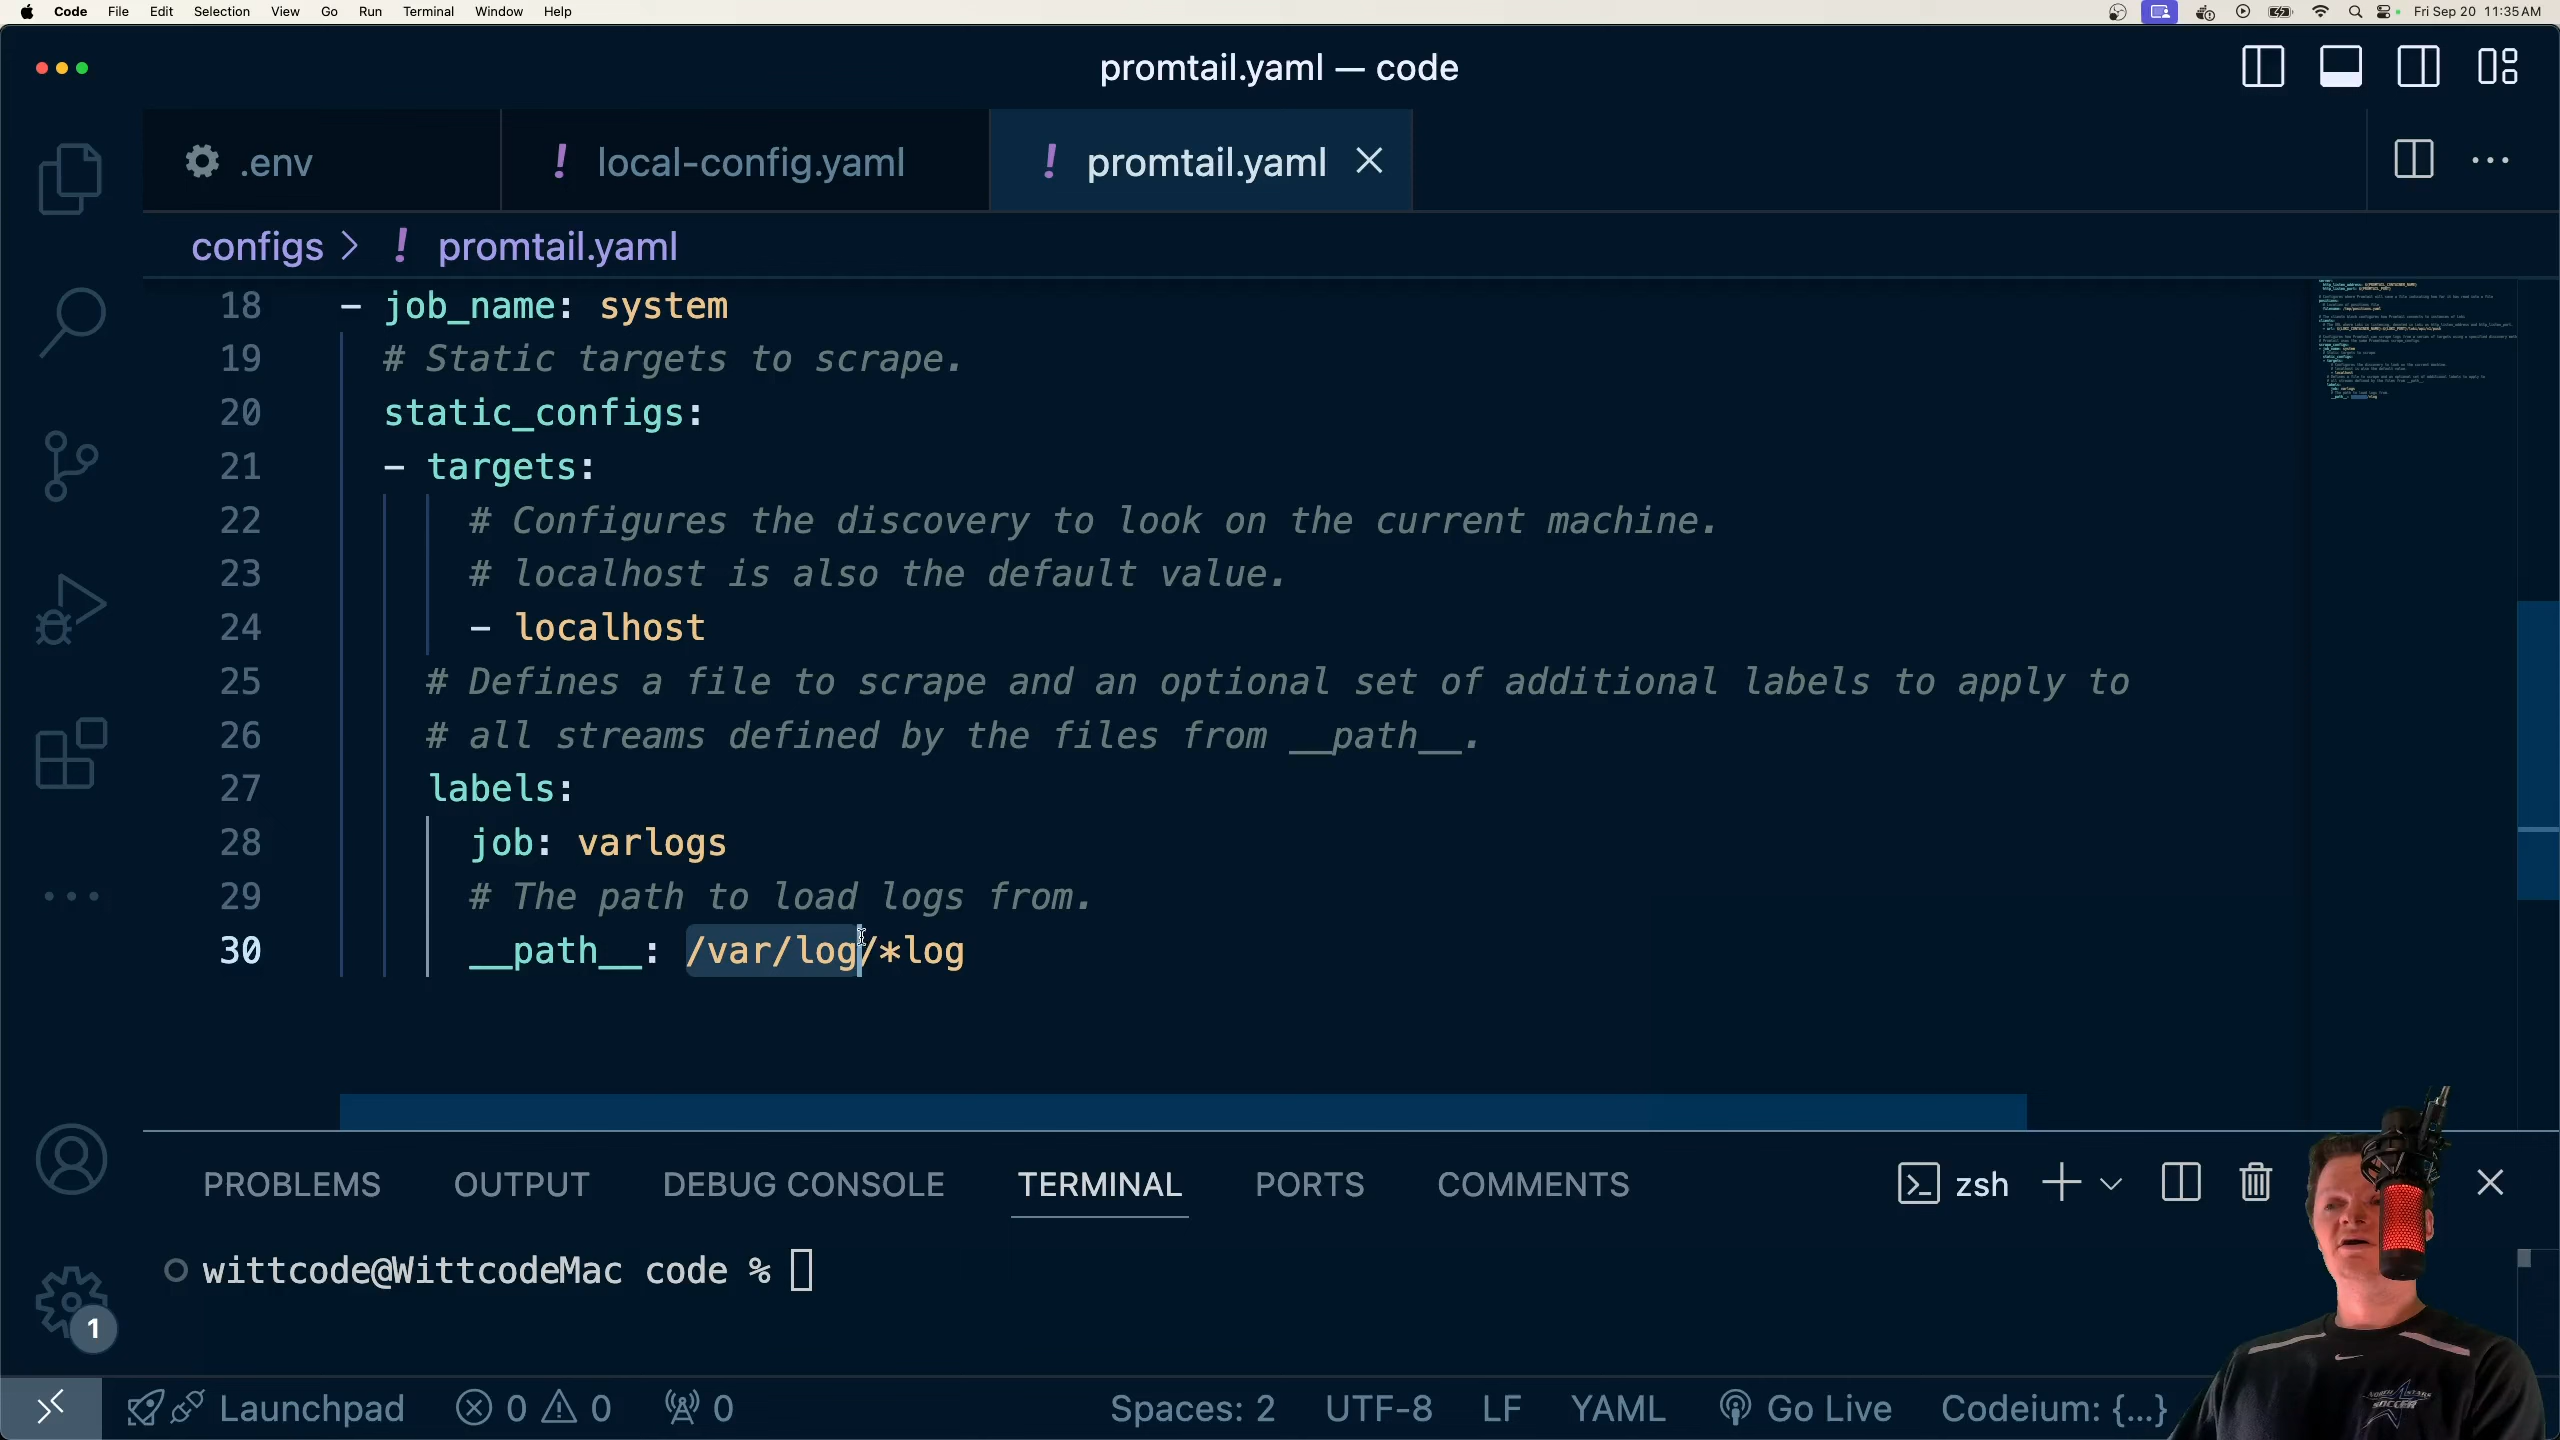 Code File Edit Selection View Go Run Terminal Window Help Fri Sep 20 11:35 AM
promtail.yaml — code
.env ! local-config.yaml ! promtail.yaml
configs > ! promtail.yaml
18 - job_name: system
19 # Static targets to scrape.
20 static_configs:
21 - targets:
22 # Configures the discovery to look on the current machine.
23 # localhost is also the default value.
24 - localhost
25 # Defines a file to scrape and an optional set of additional labels to apply to
26 # all streams defined by the files from __path__.
27 labels:
28 job: varlogs
29 # The path to load logs from.
30 __path__: /var/log/*log
PROBLEMS OUTPUT DEBUG CONSOLE TERMINAL PORTS COMMENTS zsh
wittcode@WittcodeMac code %
1
Launchpad 0 0 0 Spaces: 2 UTF-8 LF YAML Go Live Codeium: {...}